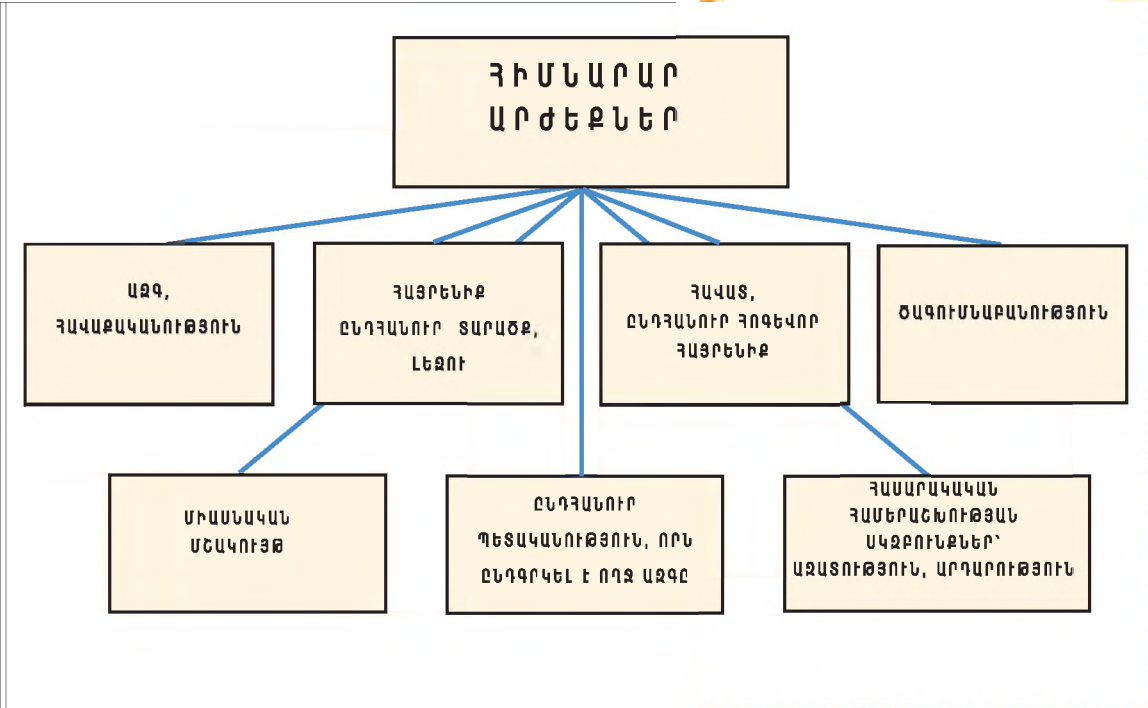 ՀԻՄՆԱՐԱՐ
ԱՐԺԵՔՆԵՐ
ԱԶԳ,
ՀԱՎԱՔԱԿԱՆՈՒԹՅՈՒՆ
ՀԱՅՐԵՆԻՔ
ԸՆԴՀԱՆՈՒՐ ՏԱՐԱԾՔ,
ԼԵԶՈՒ
ՀԱՎԱՏ,
ԸՆԴՀԱՆՈՒՐ ՀՈԳԵՎՈՐ
ՀԱՅՐԵՆԻՔ
ԾԱԳՈՒՄՆԱԲԱՆՈՒԹՅՈՒՆ
ՄԻԱՍՆԱԿԱՆ
ՄՇԱԿՈՒՅԹ
ԸՆԴՀԱՆՈՒՐ
ՊԵՏԱԿԱՆՈՒԹՅՈՒՆ, ՈՐՆ
ԸՆԴԳՐԿԵԼ Է ՈՂՋ ԱԶԳԸ
ՀԱՍԱՐԱԿԱԿԱՆ
ՀԱՄԵՐԱՇԽՈՒԹՅԱՆ
ՍԿԶԲՈՒՆՔՆԵՐ՝
ԱԶԱՏՈՒԹՅՈՒՆ, ԱՐԴԱՐՈՒԹՅՈՒՆ